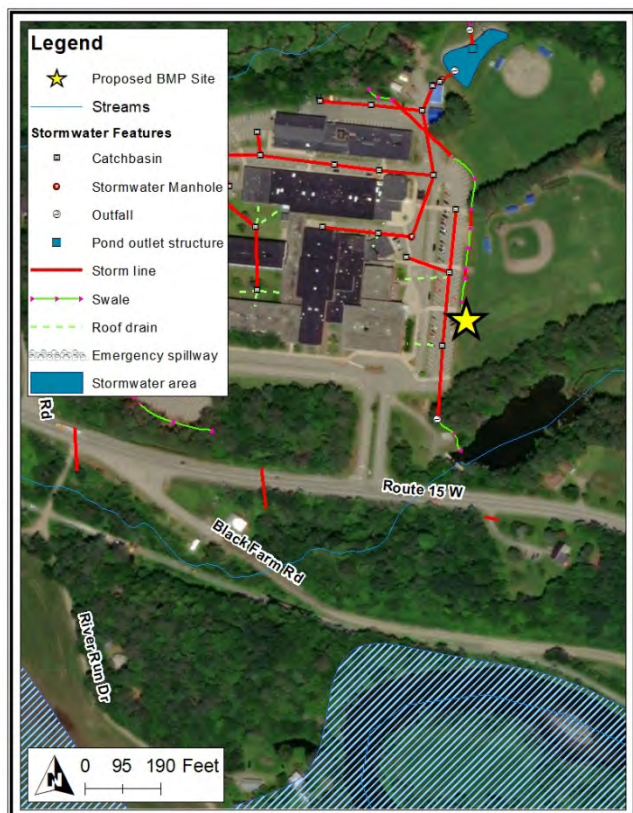 Legend
Proposed BMP Site
Streams
Stormwater Features
Catchbasin
Stormwater Manhole
Outfall
Pond outlet structure
Storm line
Swale
Roof drain
Emergency spillway
Stormwater area
Rd
Route 15 W
Black Farm Rd
River Run Dr
N
0 95 190 Feet